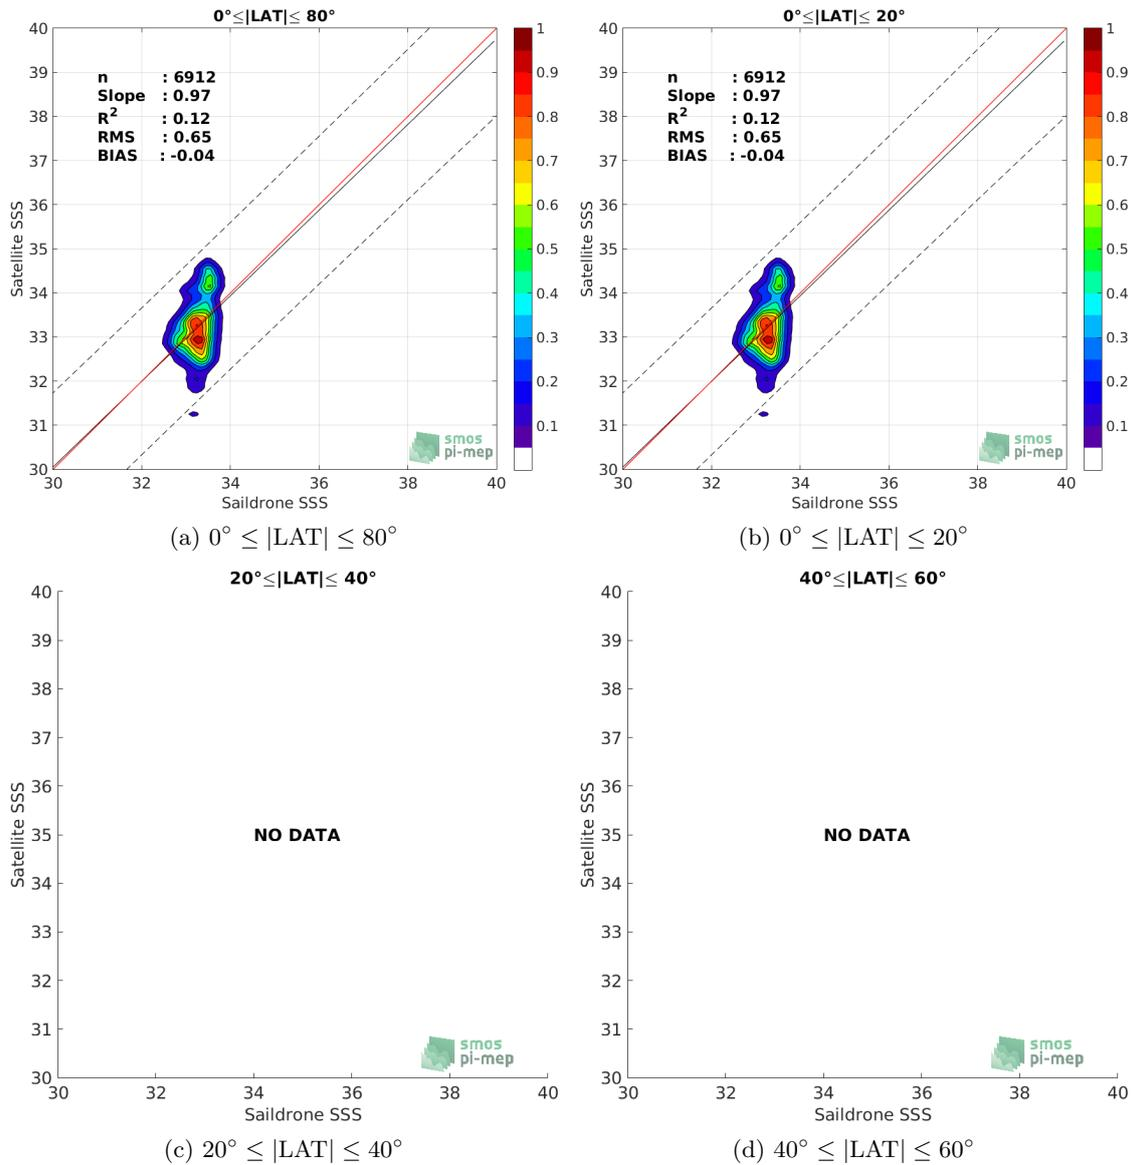 0°≤|LAT|≤ 80°
40
39
38
37
36
35
34
33
32
31
30
Satellite SSS
n : 6912
Slope : 0.97
R2 : 0.12
RMS : 0.65
BIAS : -0.04
smos
pi-mep
30 32 34 36 38 40
Saildrone SSS
1
0.9
0.8
0.7
0.6
0.5
0.4
0.3
0.2
0.1
(a) 0° ≤ |LAT| ≤ 80°
0°≤|LAT|≤ 20°
40
39
38
37
36
35
34
33
32
31
30
Satellite SSS
n : 6912
Slope : 0.97
R2 : 0.12
RMS : 0.65
BIAS : -0.04
smos
pi-mep
30 32 34 36 38 40
Saildrone SSS
1
0.9
0.8
0.7
0.6
0.5
0.4
0.3
0.2
0.1
(b) 0° ≤ |LAT| ≤ 20°
20°≤|LAT|≤ 40°
40
39
38
37
36
35
34
33
32
31
30
Satellite SSS
NO DATA
smos
pi-mep
30 32 34 36 38 40
Saildrone SSS
(c) 20° ≤ |LAT| ≤ 40°
40°≤|LAT|≤ 60°
40
39
38
37
36
35
34
33
32
31
30
Satellite SSS
NO DATA
smos
pi-mep
30 32 34 36 38 40
Saildrone SSS
(d) 40° ≤ |LAT| ≤ 60°